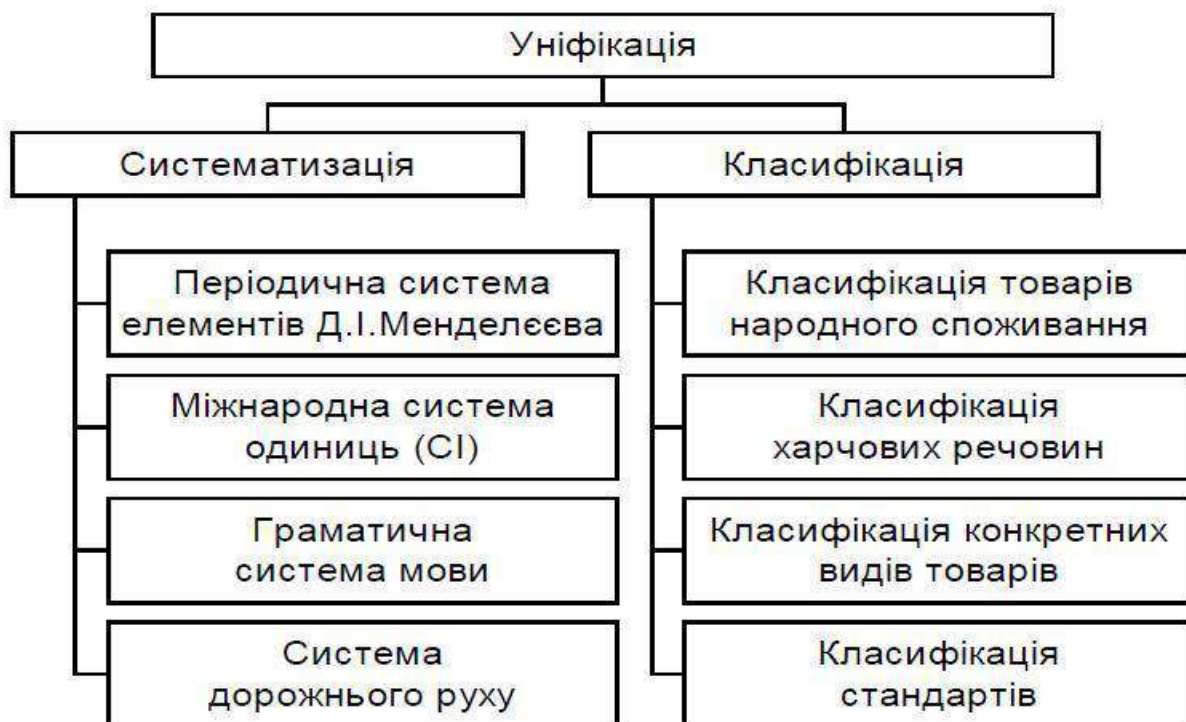 Уніфікація
Систематизація
Класифікація
Періодична система
елементів Д.І.Менделєєва
Міжнародна система
одиниць (СІ)
Граматична
система мови
Система
дорожнього руху
Класифікація товарів
народного споживання
Класифікація
харчових речовин
Класифікація конкретних
видів товарів
Класифікація
стандартів